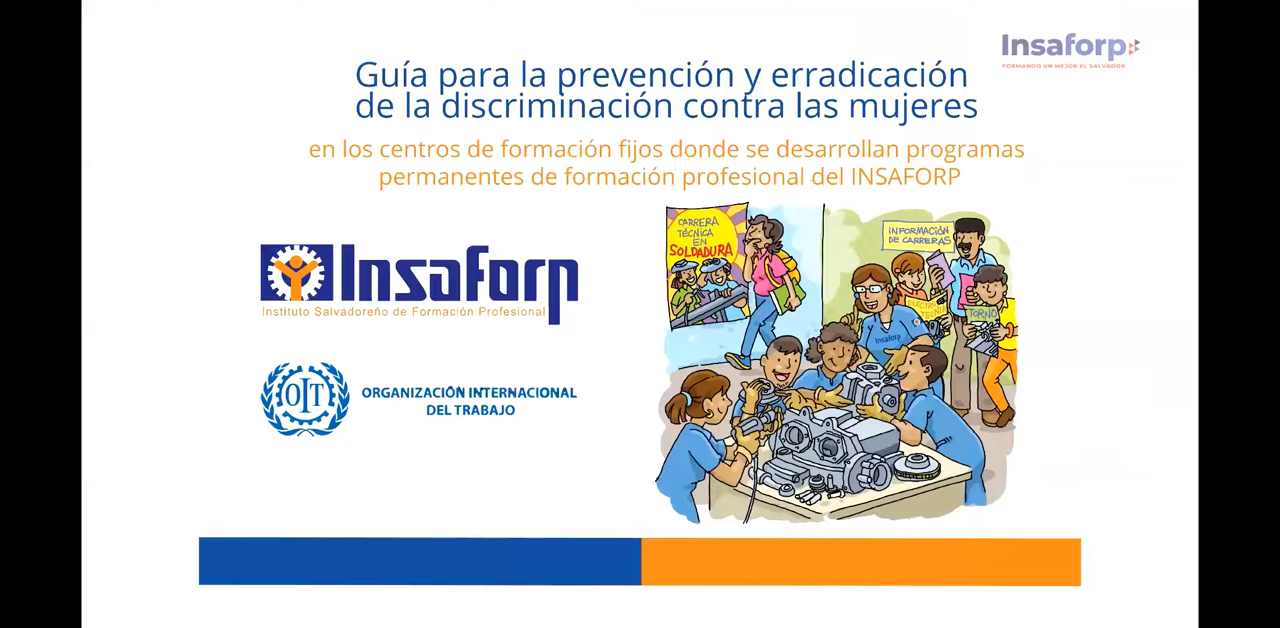 Insaforp
FORMANDO UN MEJOR EL SALVADOR
Guía para la prevención y erradicación
de la discriminación contra las mujeres
en los centros de formación fijos donde se desarrollan programas
permanentes de formación profesional del INSAFORP
CARRERA
TÉCNICA
EN
SOLDADURA
INFORMACIÓN
DE CARRERAS
TORNO
Insaforp
Insaforp
Instituto Salvadoreño de Formación Profesional
OIT
ORGANIZACIÓN INTERNACIONAL
DEL TRABAJO